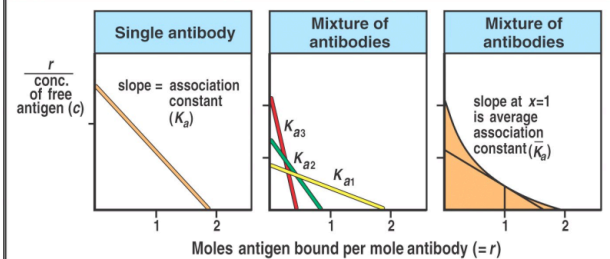 Single antibody
Mixture of
antibodies
Mixture of
antibodies
r
conc.
of free
antigen (c)
slope = association
constant
(Ka)
Ka3
Ka2
Ka1
slope at x=1
is average
association
constant (K̅a)
1
2
1
2
1
2
Moles antigen bound per mole antibody (= r)